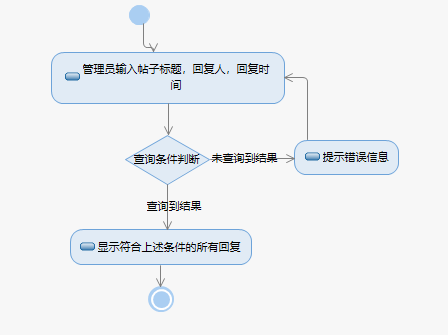 管理员输入帖子标题，回复人，回复时
间
查询条件判断
未查询到结果
提示错误信息
查询到结果
显示符合上述条件的所有回复